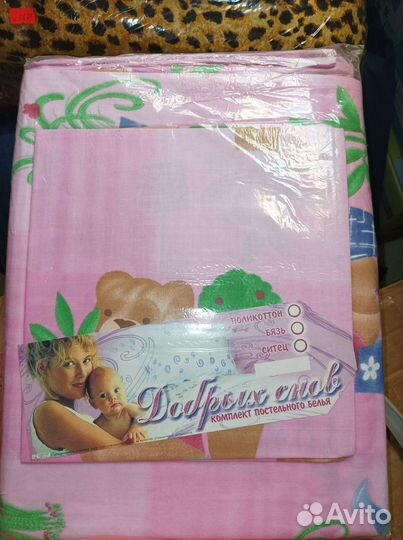 ПОЛИКОТТОН
БЯЗЬ
СИТЕЦ
Добрых снов
КОМПЛЕКТ ПОСТЕЛЬНОГО БЕЛЬЯ
Avito